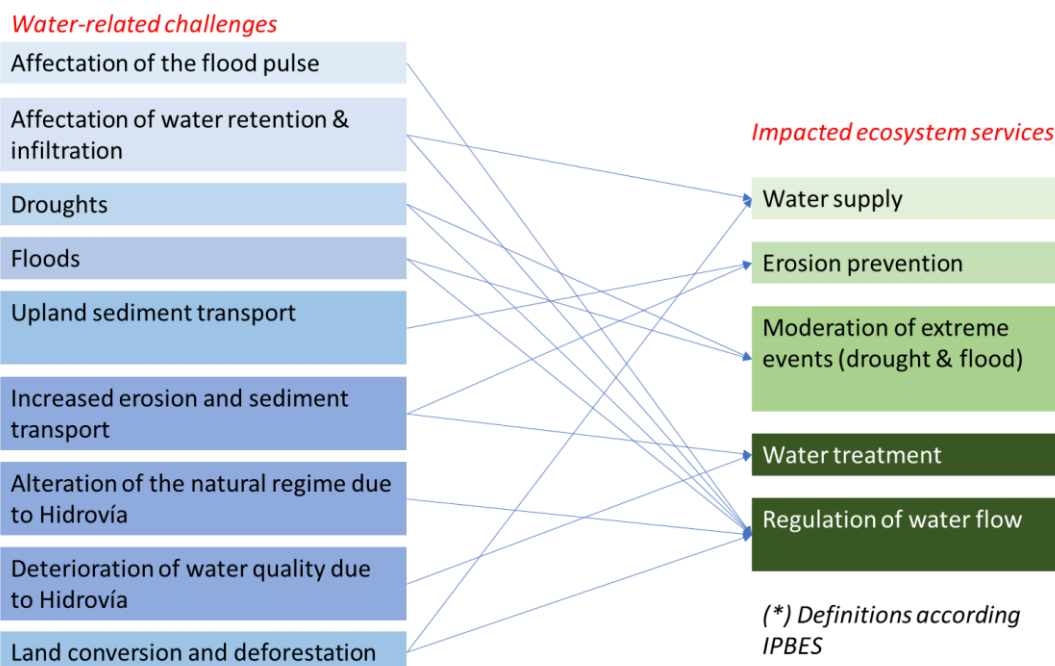 Water-related challenges
Affectation of the flood pulse
Affectation of water retention &
infiltration
Droughts
Floods
Upland sediment transport
Increased erosion and sediment
transport
Alteration of the natural regime due
to Hidrovía
Deterioration of water quality due
to Hidrovía
Land conversion and deforestation
Impacted ecosystem services
Water supply
Erosion prevention
Moderation of extreme
events (drought & flood)
Water treatment
Regulation of water flow
(*) Definitions according
IPBES